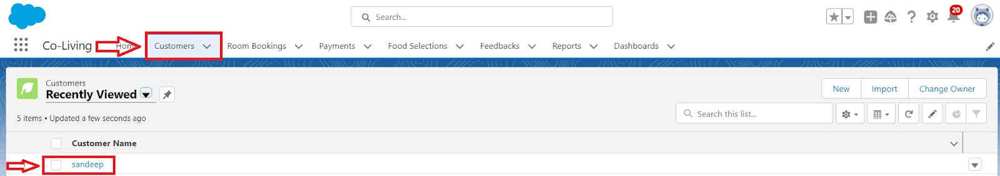 Search...
20
Co-Living Home Customers Room Bookings Payments Food Selections Feedbacks Reports Dashboards
Customers
Recently Viewed
New Import Change Owner
5 items • Updated a few seconds ago
Search this list...
Customer Name
sandeep